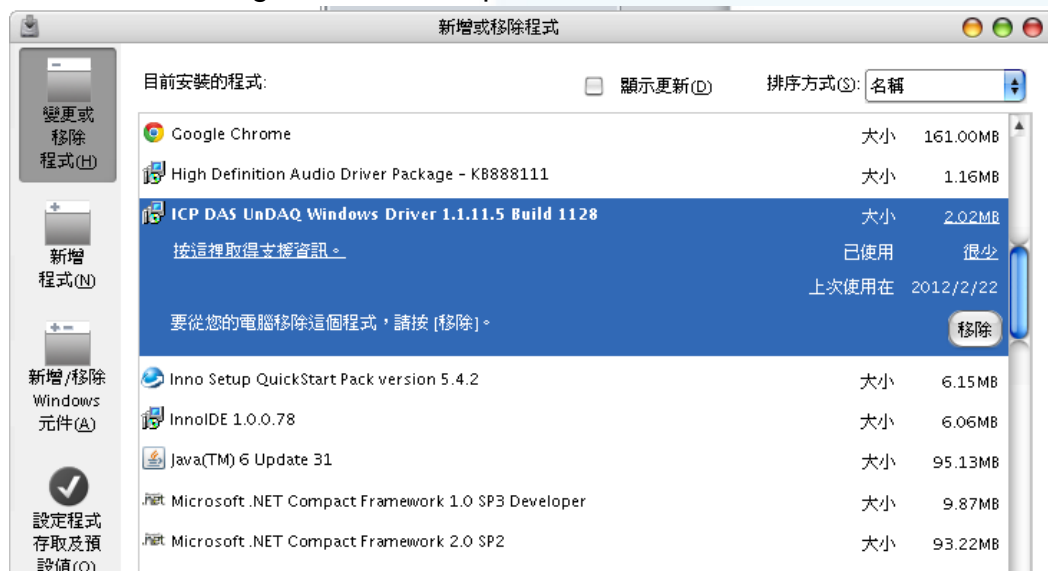 新增或移除程式
變更或
移除
程式(H)
新增
程式(N)
新增/移除
Windows
元件(A)
設定程式
存取及預
設值(O)
目前安裝的程式:
顯示更新(D)
排序方式(S): 名稱
Google Chrome 大小 161.00MB
High Definition Audio Driver Package - KB888111 大小 1.16MB
ICP DAS UnDAQ Windows Driver 1.1.11.5 Build 1128 大小 2.02MB
按這裡取得支援資訊。 已使用 很少
上次使用在 2012/2/22
要從您的電腦移除這個程式，請按 [移除]。 移除
Inno Setup QuickStart Pack version 5.4.2 大小 6.15MB
InnoIDE 1.0.0.78 大小 6.06MB
Java(TM) 6 Update 31 大小 95.13MB
Microsoft .NET Compact Framework 1.0 SP3 Developer 大小 9.87MB
Microsoft .NET Compact Framework 2.0 SP2 大小 93.22MB